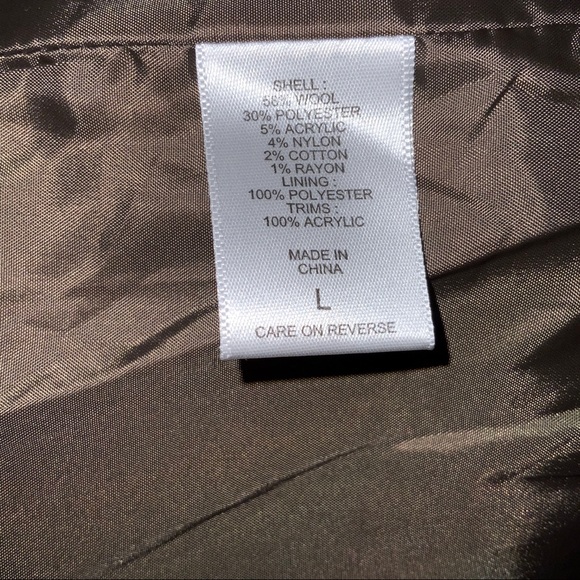 SHELL :
58% WOOL
30% POLYESTER
5% ACRYLIC
4% NYLON
2% COTTON
1% RAYON
LINING :
100% POLYESTER
TRIMS :
100% ACRYLIC
MADE IN
CHINA
L
CARE ON REVERSE